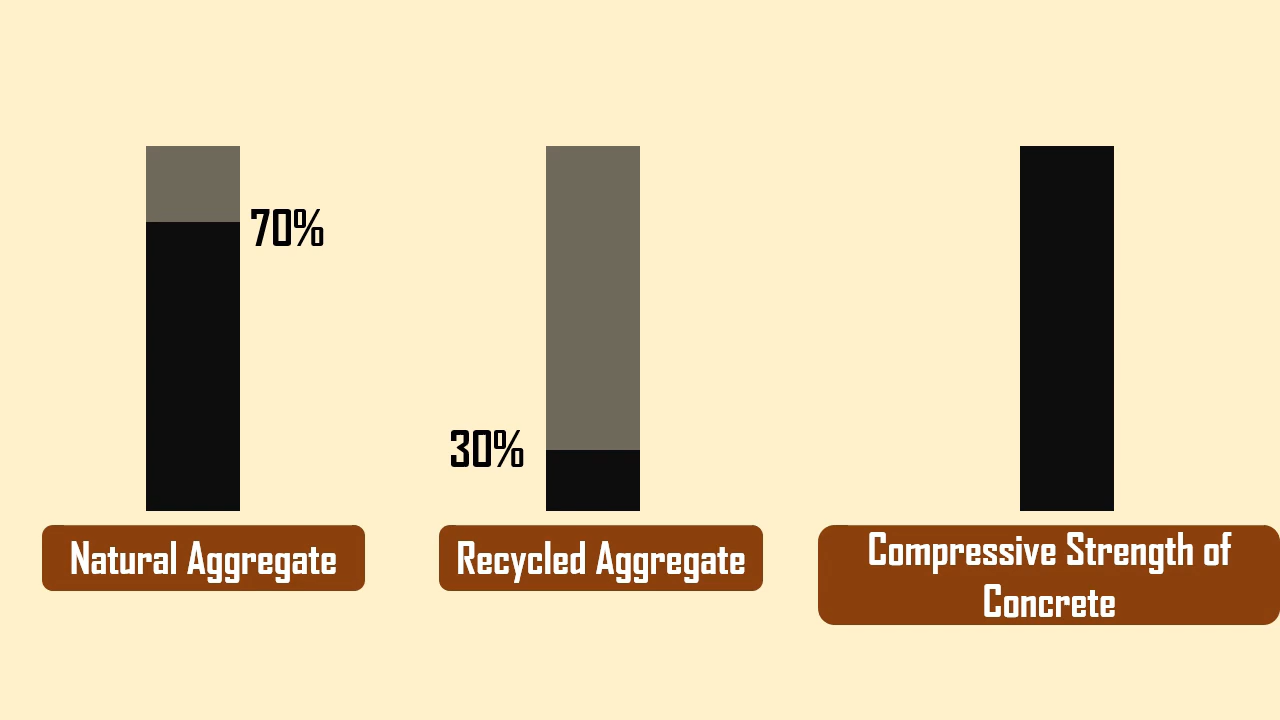 70%
30%
Natural Aggregate
Recycled Aggregate
Compressive Strength of
Concrete